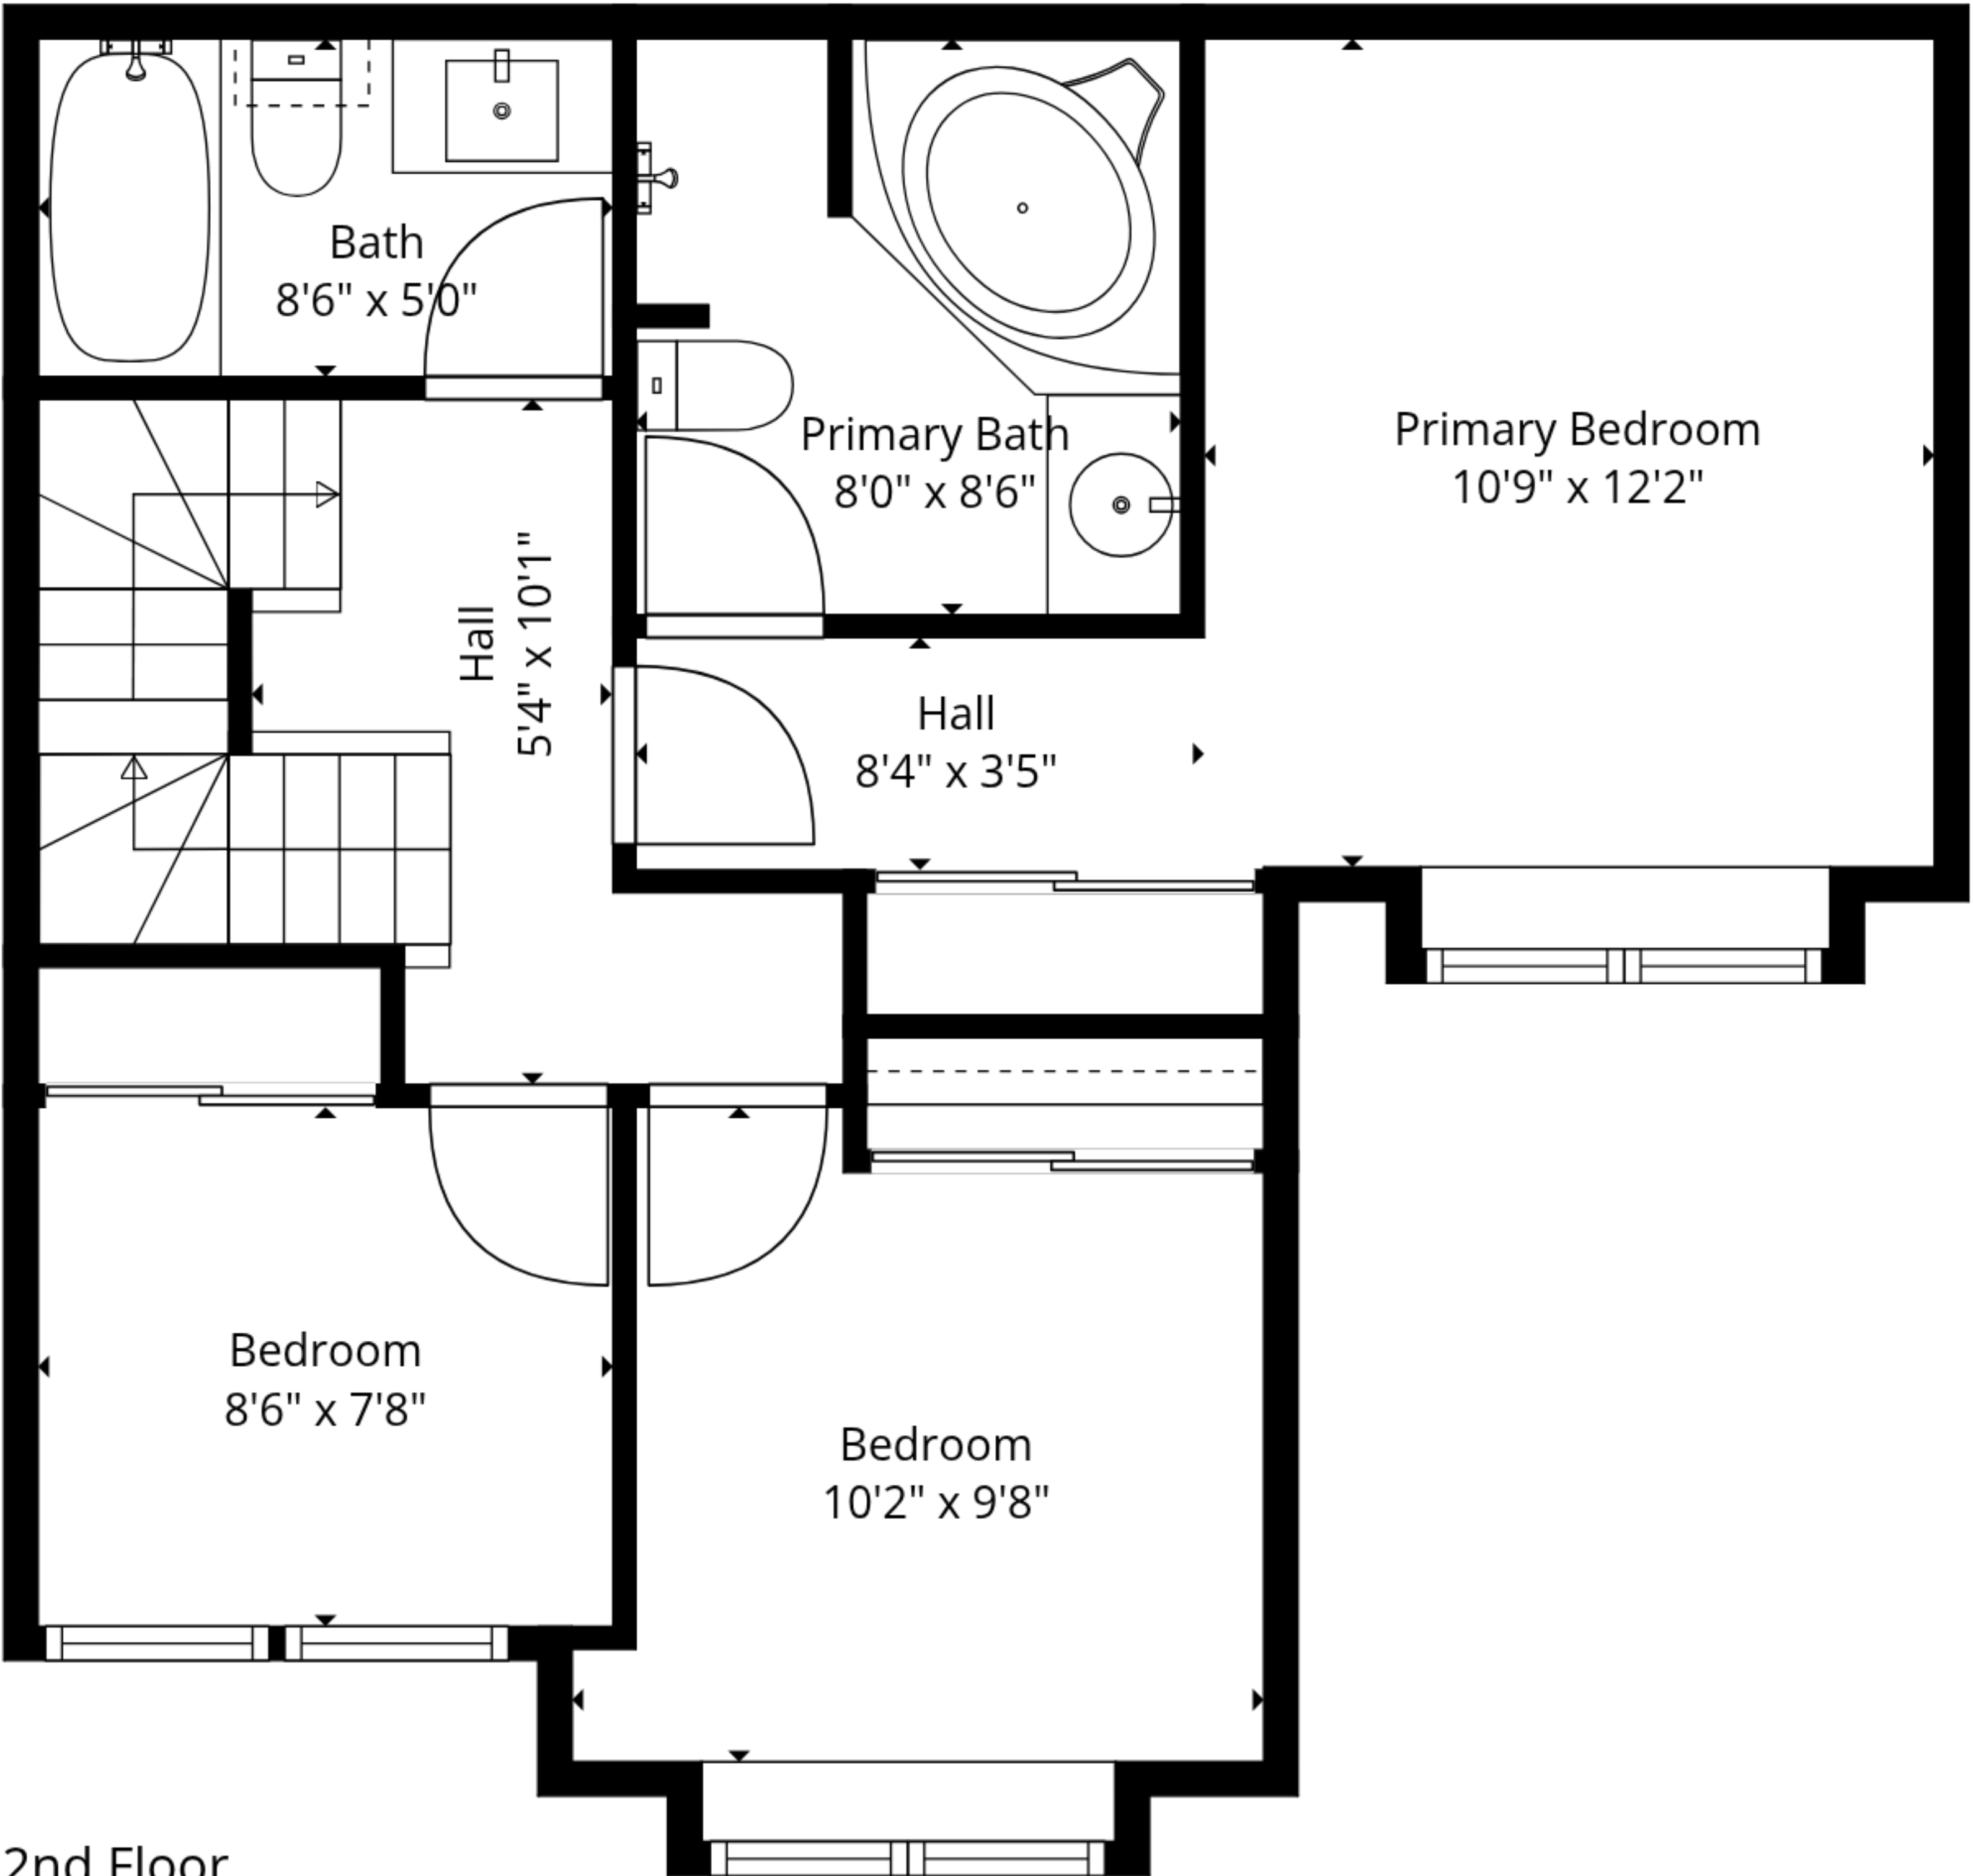 Bath
8'6" x 5'0"
Primary Bath
8'0" x 8'6"
Primary Bedroom
10'9" x 12'2"
Hall
5'4" x 10'1"
Hall
8'4" x 3'5"
Bedroom
8'6" x 7'8"
Bedroom
10'2" x 9'8"
2nd Floor